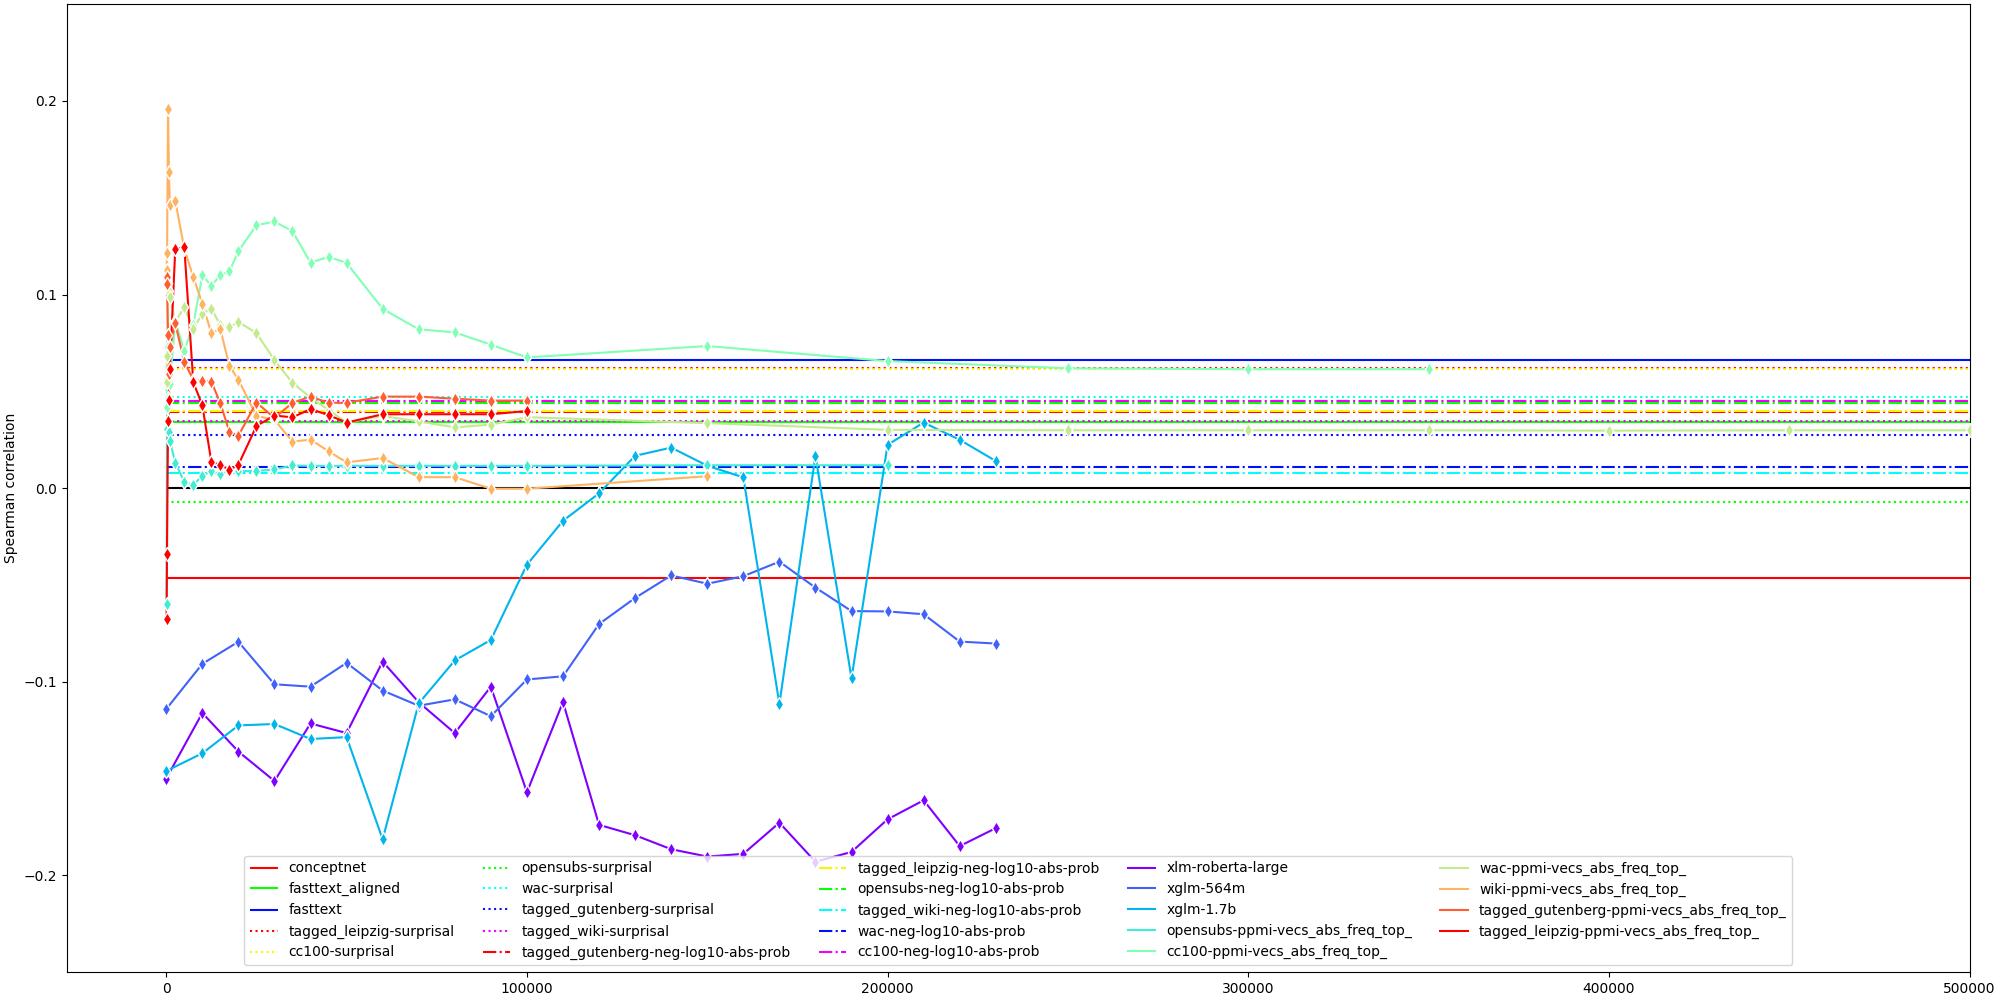 0.2
0.1
0.0
−0.1
−0.2
Spearman correlation
conceptnet
fasttext_aligned
fasttext
tagged_leipzig-surprisal
cc100-surprisal
opensubs-surprisal
wac-surprisal
tagged_gutenberg-surprisal
tagged_wiki-surprisal
tagged_gutenberg-neg-log10-abs-prob
tagged_leipzig-neg-log10-abs-prob
opensubs-neg-log10-abs-prob
tagged_wiki-neg-log10-abs-prob
wac-neg-log10-abs-prob
cc100-neg-log10-abs-prob
xlm-roberta-large
xglm-564m
xglm-1.7b
opensubs-ppmi-vecs_abs_freq_top_
cc100-ppmi-vecs_abs_freq_top_
wac-ppmi-vecs_abs_freq_top_
wiki-ppmi-vecs_abs_freq_top_
tagged_gutenberg-ppmi-vecs_abs_freq_top_
tagged_leipzig-ppmi-vecs_abs_freq_top_
0 100000 200000 300000 400000 500000